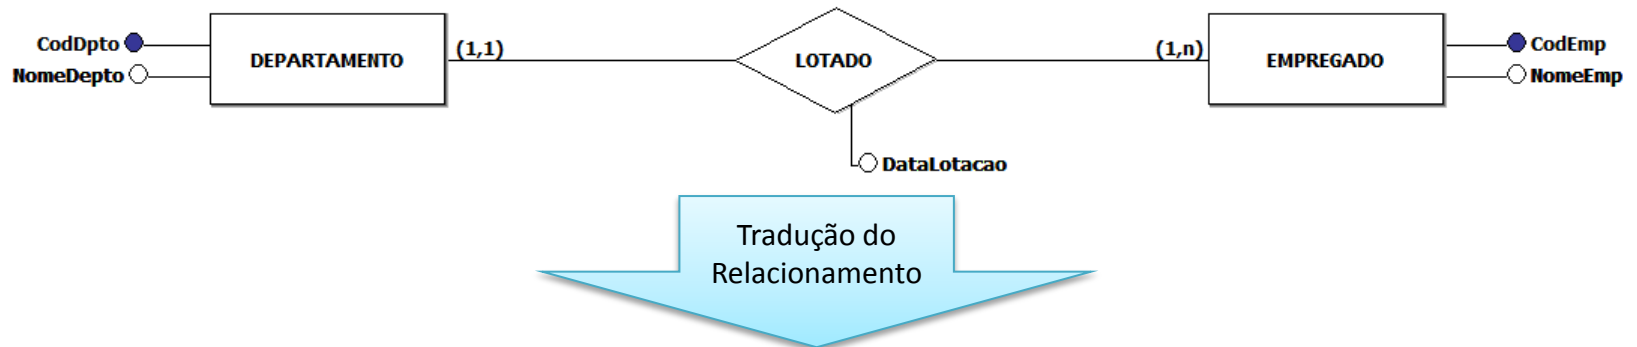 CodDpto
NomeDepto
DEPARTAMENTO
(1,1)
LOTADO
DataLotacao
(1,n)
EMPREGADO
CodEmp
NomeEmp
Tradução do
Relacionamento